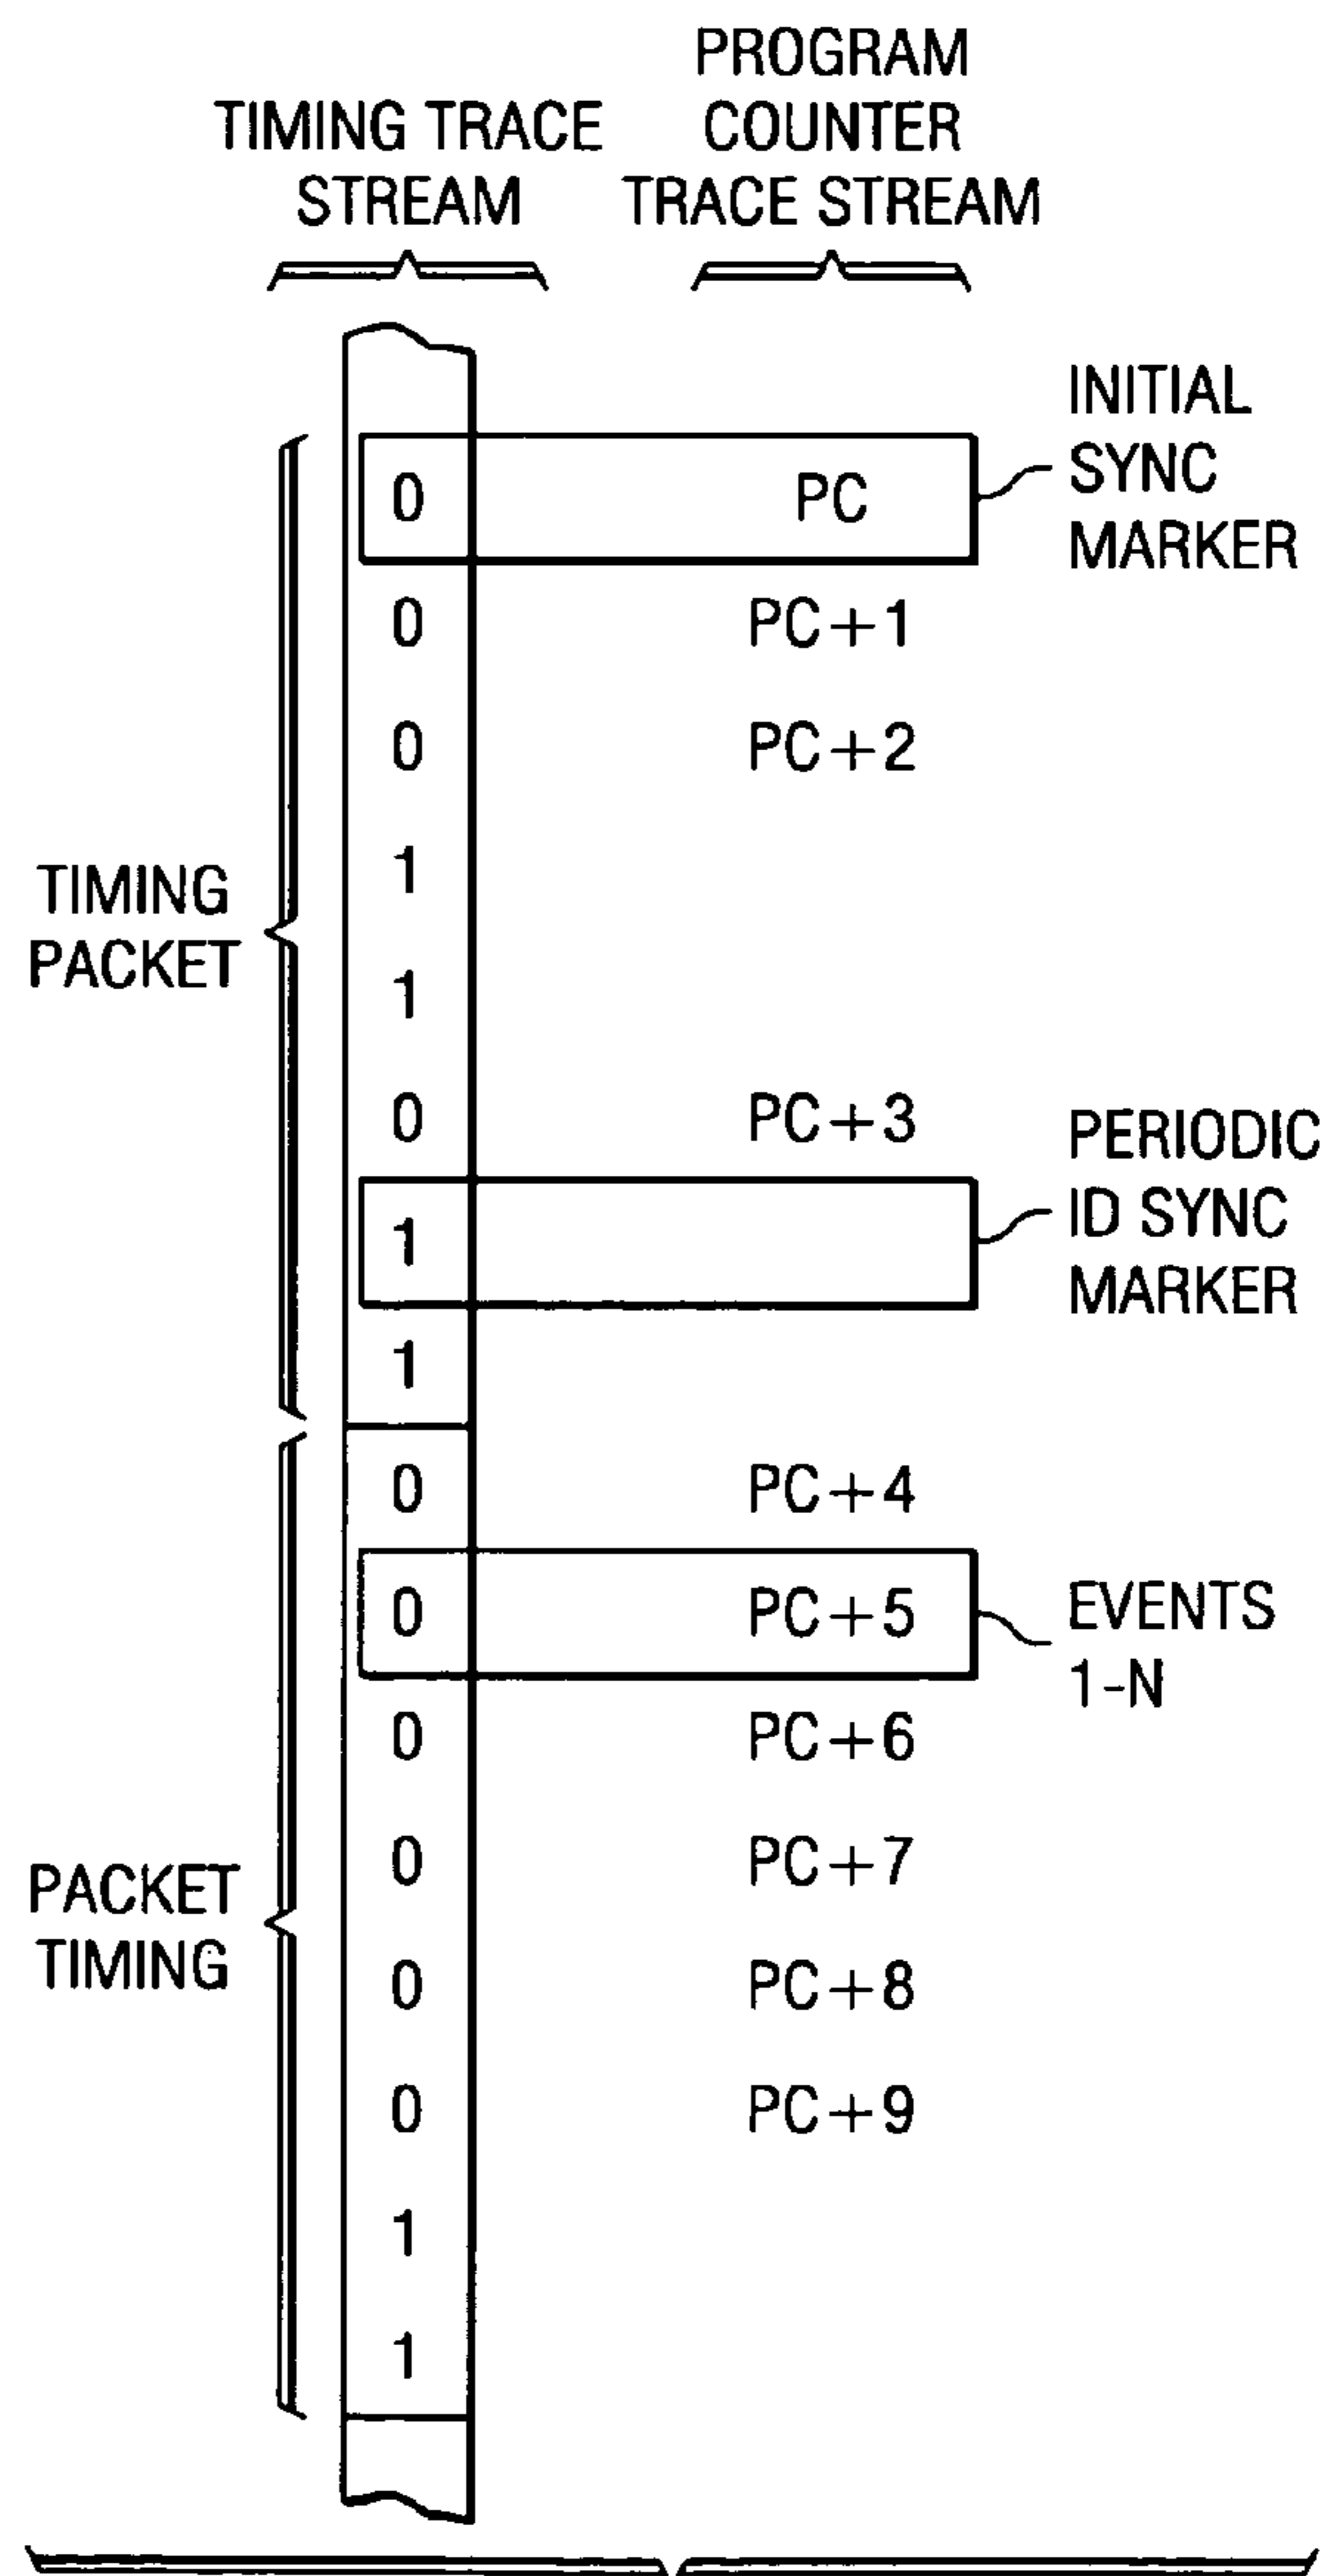 TIMING TRACE
STREAM
PROGRAM
COUNTER
TRACE STREAM
INITIAL
SYNC
MARKER
0 PC
0 PC+1
0 PC+2
1
1
0 PC+3
TIMING
PACKET
PERIODIC
ID SYNC
MARKER
1
1
0 PC+4
0 PC+5
EVENTS
1-N
0 PC+6
0 PC+7
0 PC+8
0 PC+9
1
1
PACKET
TIMING